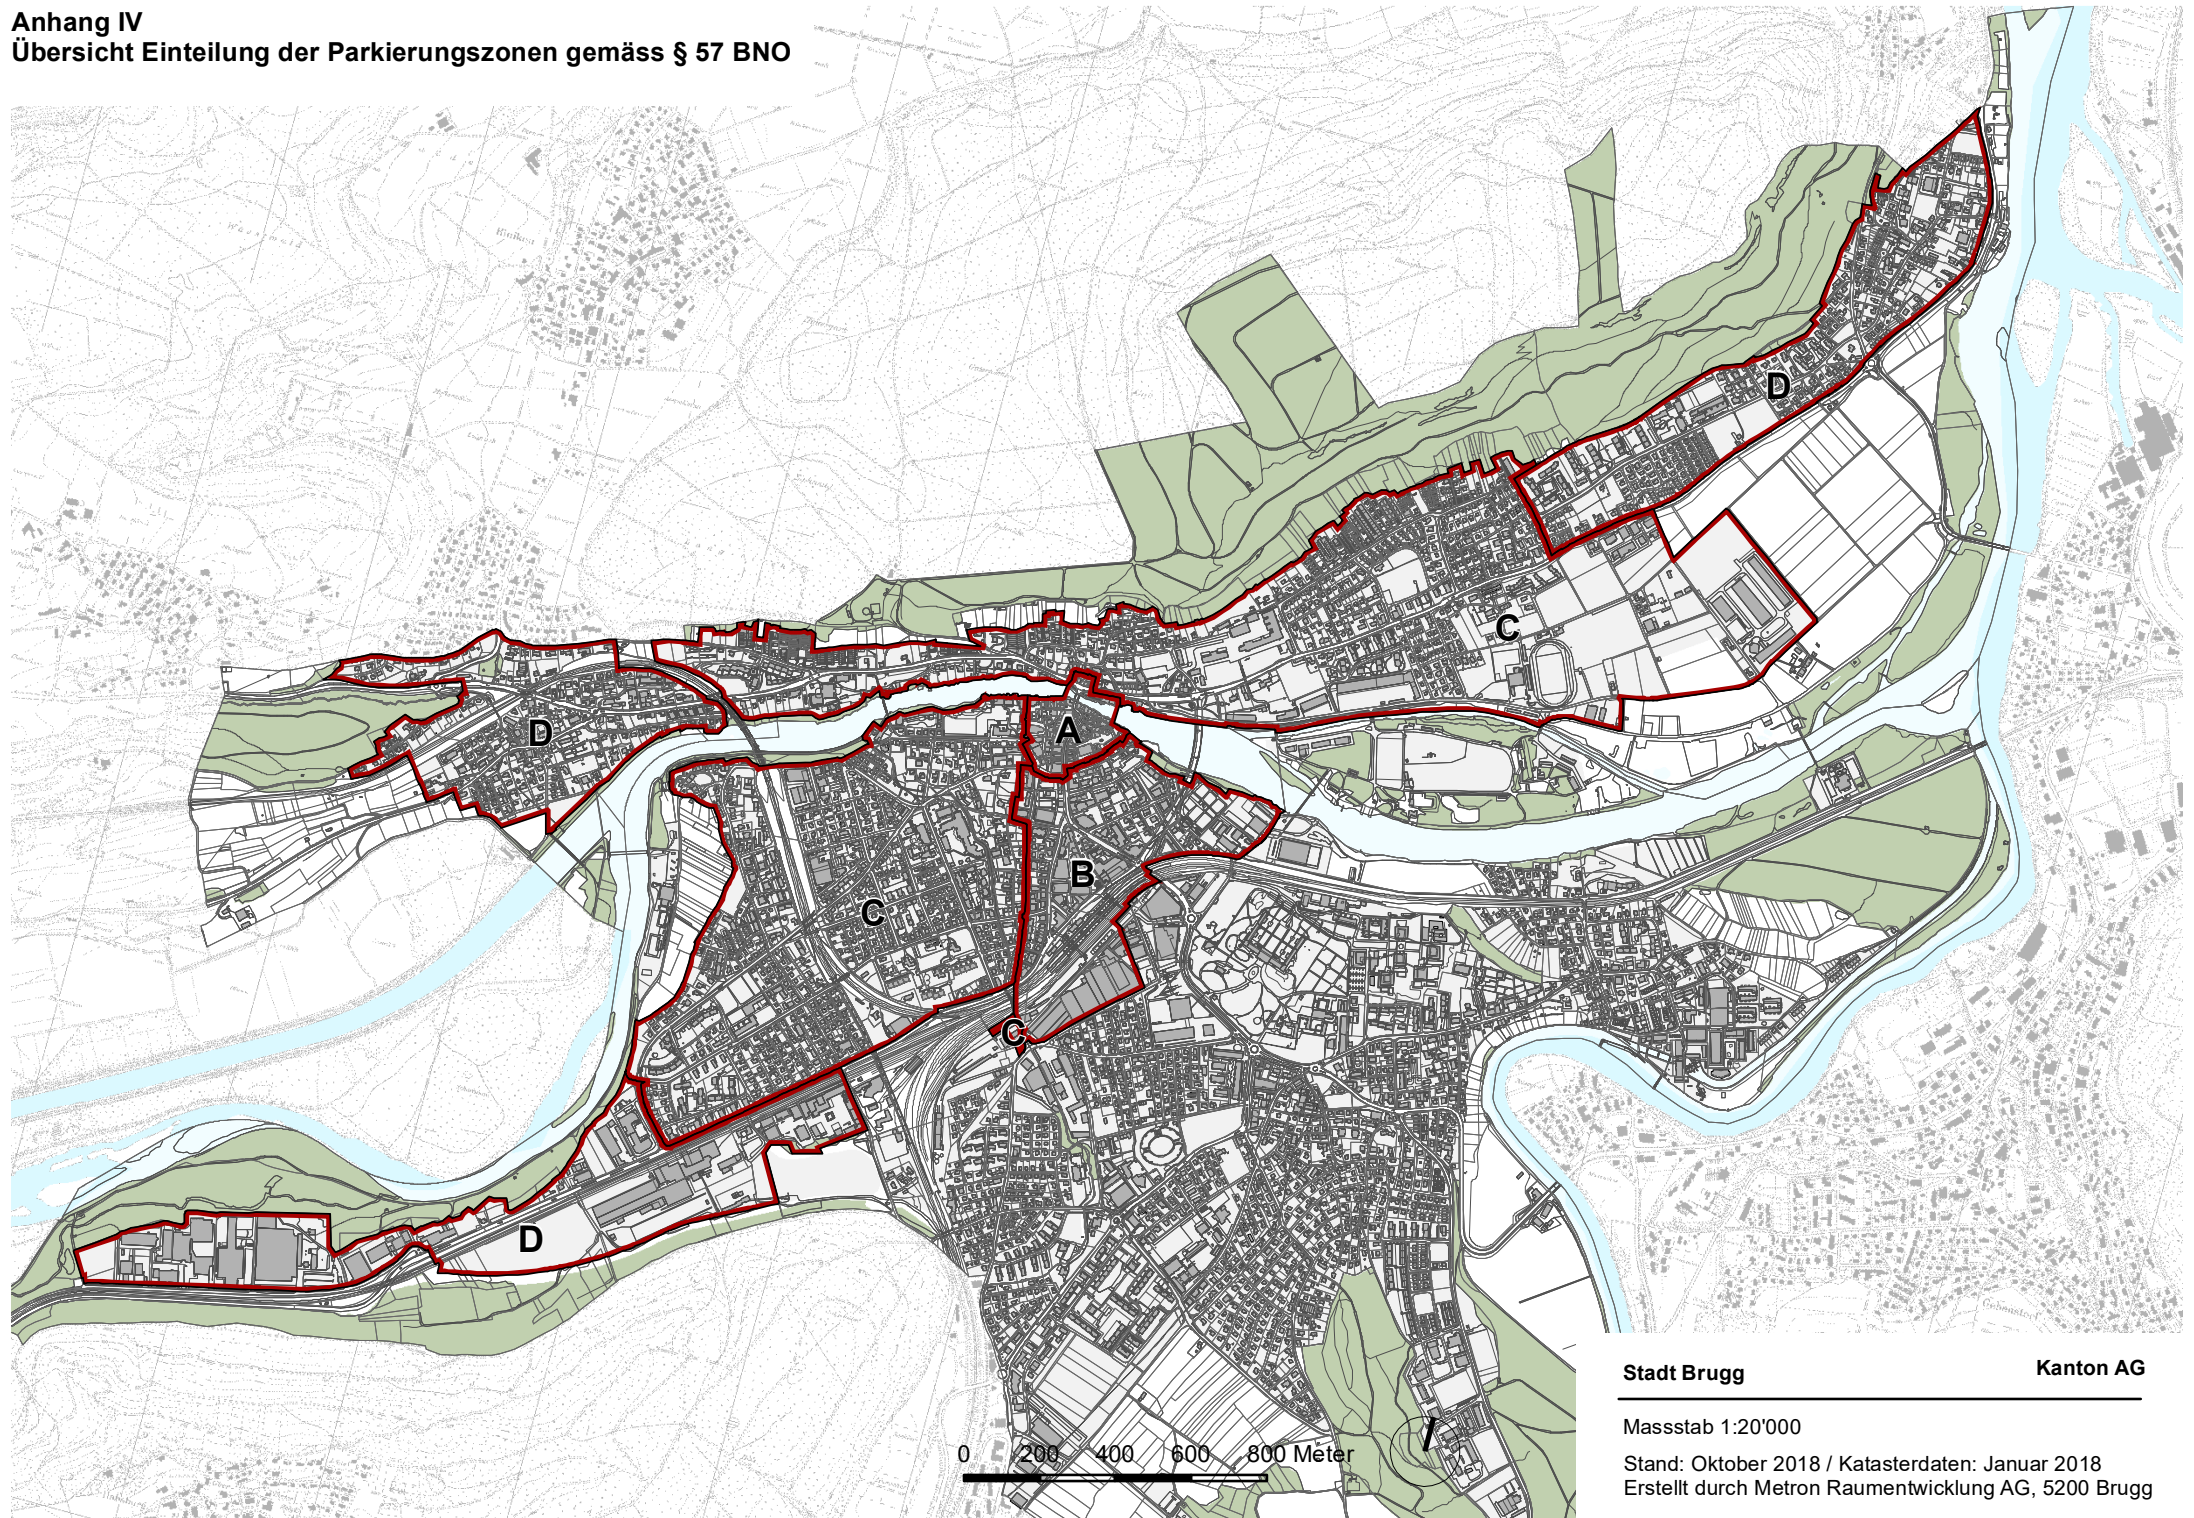 Anhang IV
Übersicht Einteilung der Parkierungszonen gemäss § 57 BNO
D
C
D
A
B
C
C
D
0 200 400 600 800 Meter
Stadt Brugg
Kanton AG
Massstab 1:20'000
Stand: Oktober 2018 / Katasterdaten: Januar 2018
Erstellt durch Metron Raumentwicklung AG, 5200 Brugg